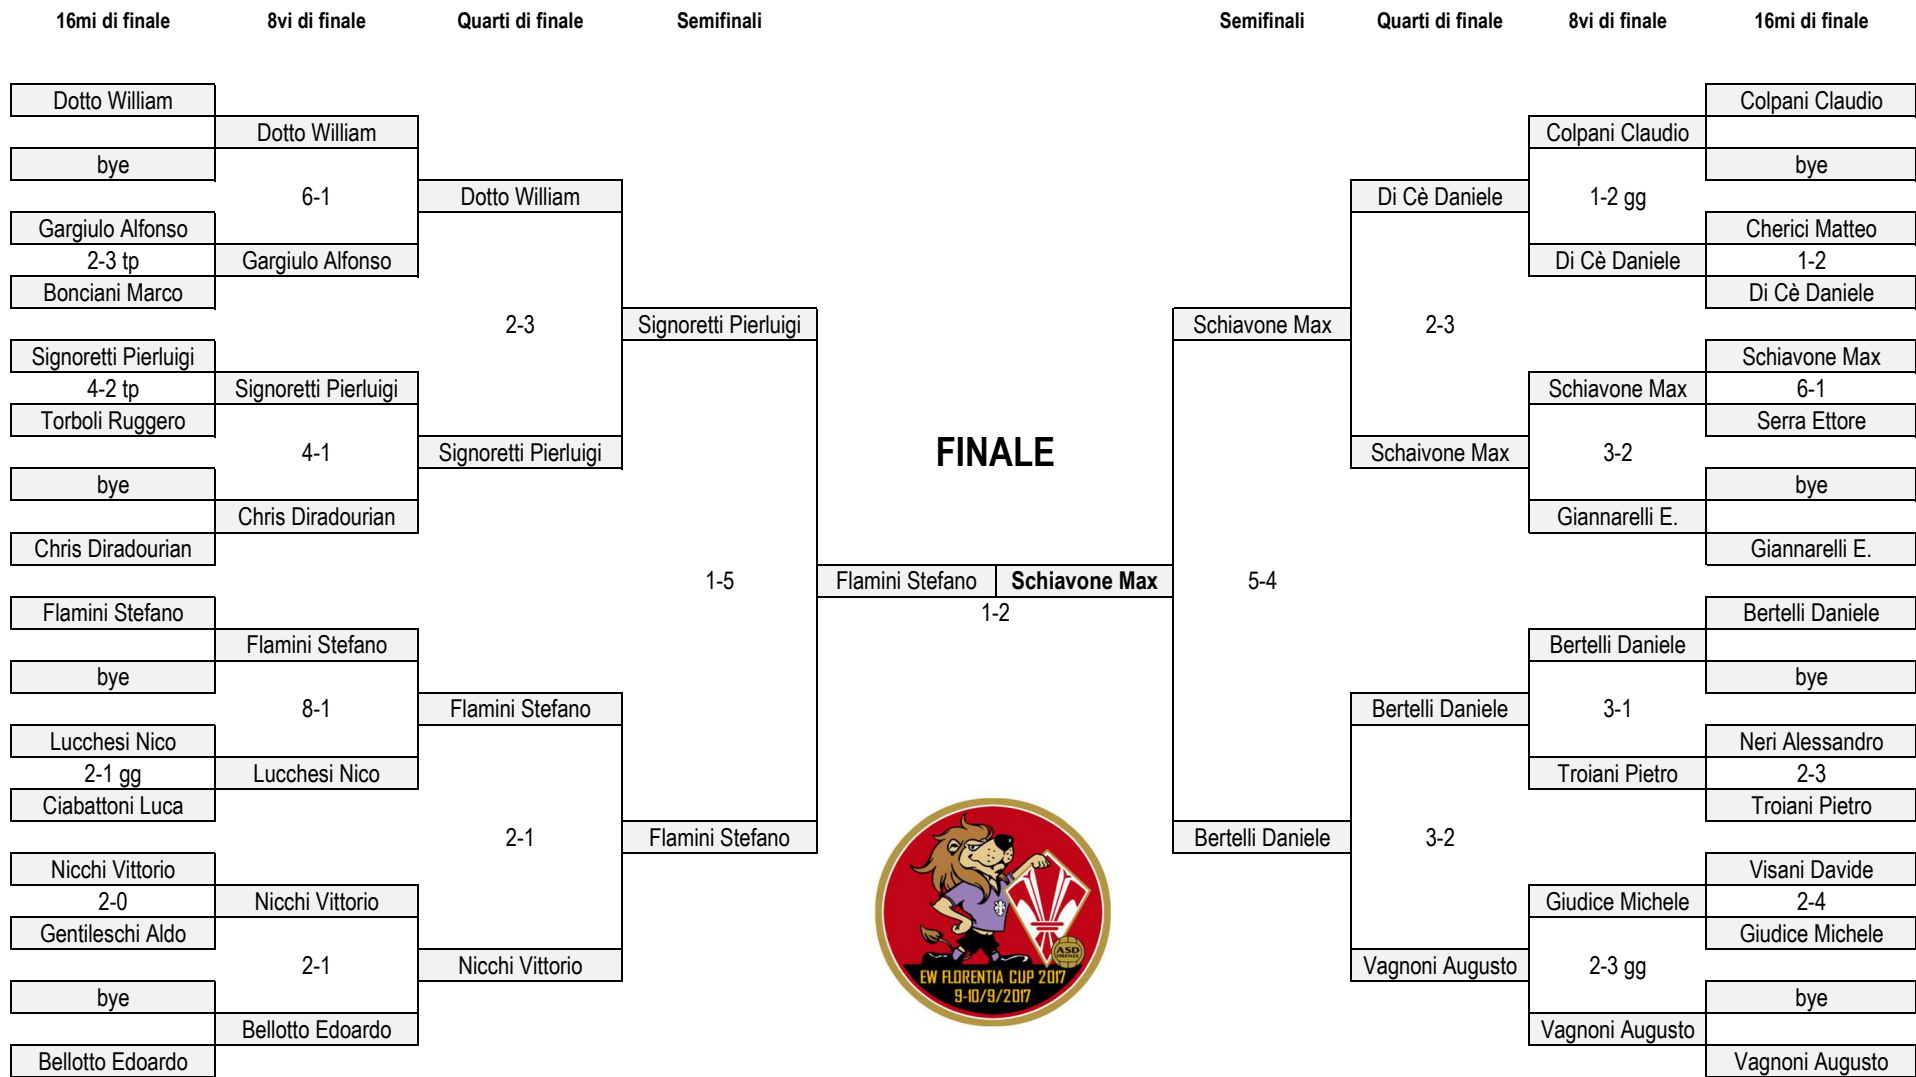 16mi di finale 8vi di finale Quarti di finale Semifinali Semifinali Quarti di finale 8vi di finale 16mi di finale
Dotto William Colpani Claudio
Dotto William Colpani Claudio
bye bye
6-1 Dotto William Di Cè Daniele 1-2 gg
Gargiulo Alfonso Cherici Matteo
2-3 tp Gargiulo Alfonso Di Cè Daniele 1-2
Bonciani Marco Di Cè Daniele
2-3 Signoretti Pierluigi Schiavone Max 2-3
Signoretti Pierluigi Schiavone Max
4-2 tp Signoretti Pierluigi Schiavone Max 6-1
Torboli Ruggero Serra Ettore
4-1 Signoretti Pierluigi FINALE Schaivone Max 3-2
bye bye
Chris Diradourian Giannarelli E.
Chris Diradourian Giannarelli E.
1-5 Flamini Stefano Schiavone Max 5-4
1-2
Flamini Stefano Bertelli Daniele
Flamini Stefano Bertelli Daniele
bye bye
8-1 Flamini Stefano Bertelli Daniele 3-1
Lucchesi Nico Neri Alessandro
2-1 gg Lucchesi Nico Troiani Pietro 2-3
Ciabattoni Luca Troiani Pietro
2-1 Flamini Stefano Bertelli Daniele 3-2
Nicchi Vittorio Visani Davide
2-0 Nicchi Vittorio Giudice Michele 2-4
Gentileschi Aldo Giudice Michele
2-1 Nicchi Vittorio Vagnoni Augusto 2-3 gg
ASD
FIRENZE
EW FLORENTIA CUP 2017
9-10/9/2017
bye bye
Bellotto Edoardo Vagnoni Augusto
Bellotto Edoardo Vagnoni Augusto